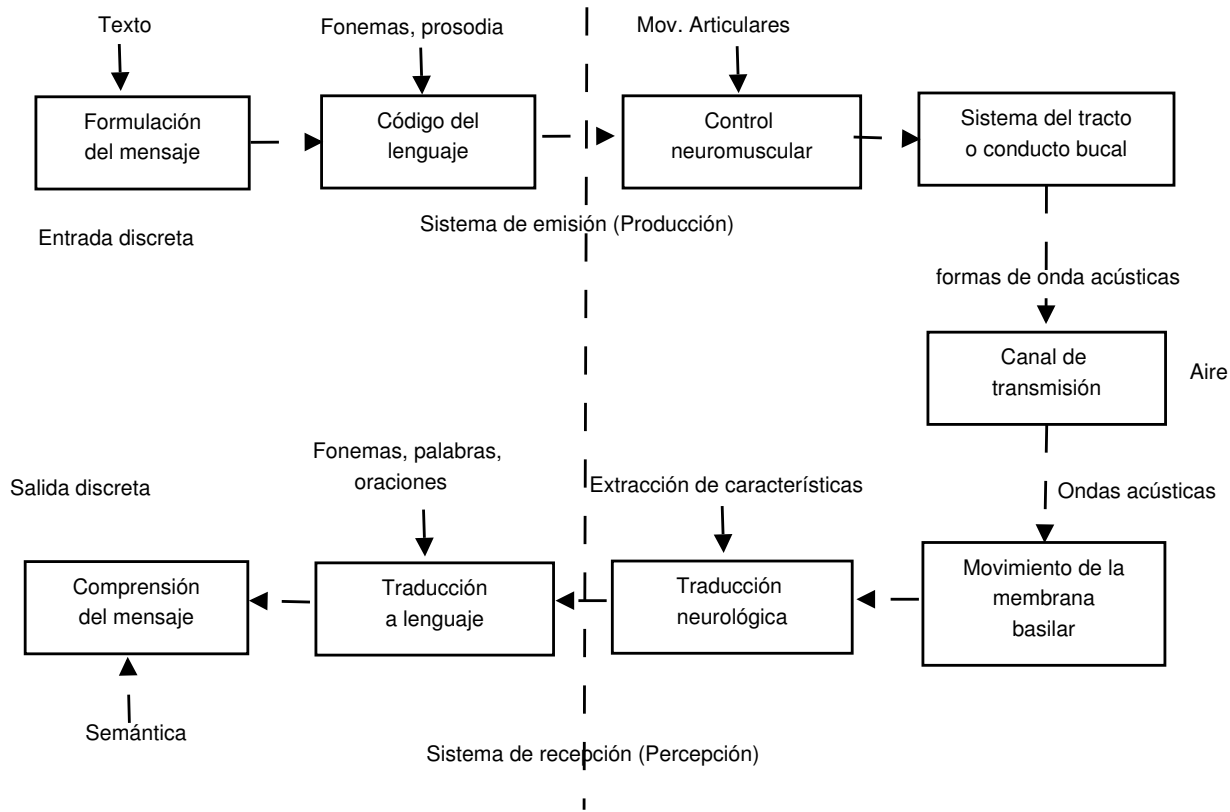 Texto
Fonemas, prosodia
Mov. Articulares
Formulación
del mensaje
Código del
lenguaje
Control
neuromuscular
Sistema del tracto
o conducto bucal
Entrada discreta
Sistema de emisión (Producción)
formas de onda acústicas
Canal de
transmisión
Aire
Fonemas, palabras,
oraciones
Salida discreta
Extracción de características
Ondas acústicas
Comprensión
del mensaje
Traducción
a lenguaje
Traducción
neurológica
Movimiento de la
membrana
basilar
Semántica
Sistema de recepción (Percepción)